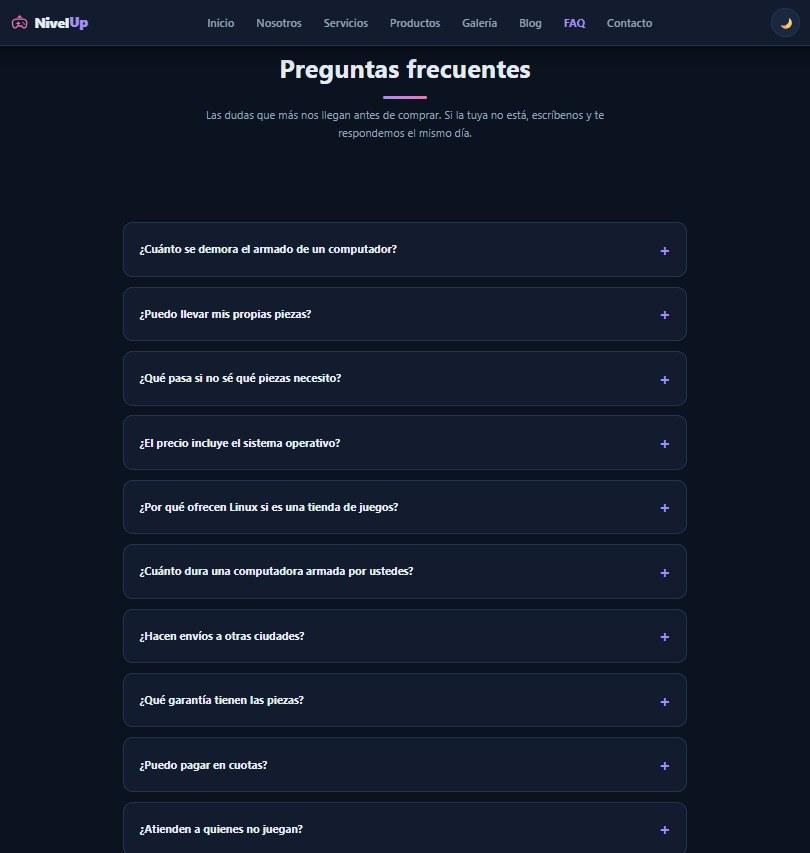 NivelUp
Inicio Nosotros Servicios Productos Galería Blog FAQ Contacto
Preguntas frecuentes
Las dudas que más nos llegan antes de comprar. Si la tuya no está, escríbenos y te
respondemos el mismo día.
¿Cuánto se demora el armado de un computador? +
¿Puedo llevar mis propias piezas? +
¿Qué pasa si no sé qué piezas necesito? +
¿El precio incluye el sistema operativo? +
¿Por qué ofrecen Linux si es una tienda de juegos? +
¿Cuánto dura una computadora armada por ustedes? +
¿Hacen envíos a otras ciudades? +
¿Qué garantía tienen las piezas? +
¿Puedo pagar en cuotas? +
¿Atienden a quienes no juegan? +